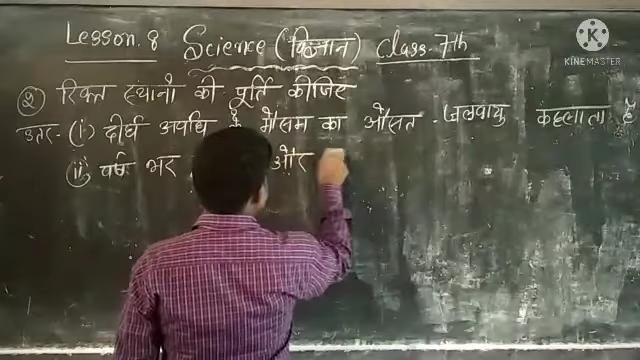 Lesson. 8 Science (विज्ञान) Class- 7th
② रिक्त स्थानो की पूर्ति कीजिए
उत्तर- (i) दीर्घ अवधि के मौसम का औसत - जलवायु कहलाता है
(ii) वर्ष भर और
KINEMASTER